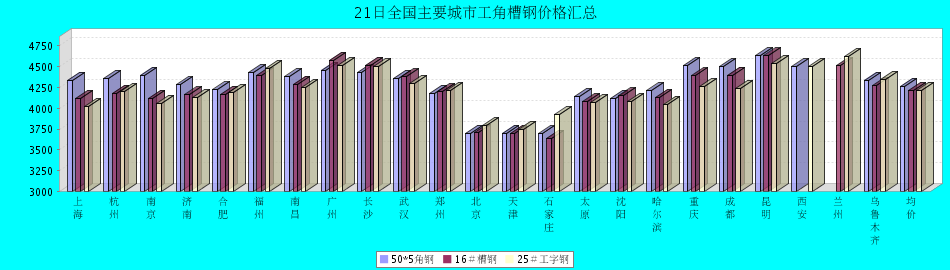 21日全国主要城市工角槽钢价格汇总
4750
4500
4250
4000
3750
3500
3250
3000
上海 杭州 南京 济南 合肥 福州 南昌 广州 长沙 武汉 郑州 北京 天津 石家庄 太原 沈阳 哈尔滨 重庆 成都 昆明 西安 兰州 乌鲁木齐 均价
50*5角钢 16#槽钢 25#工字钢